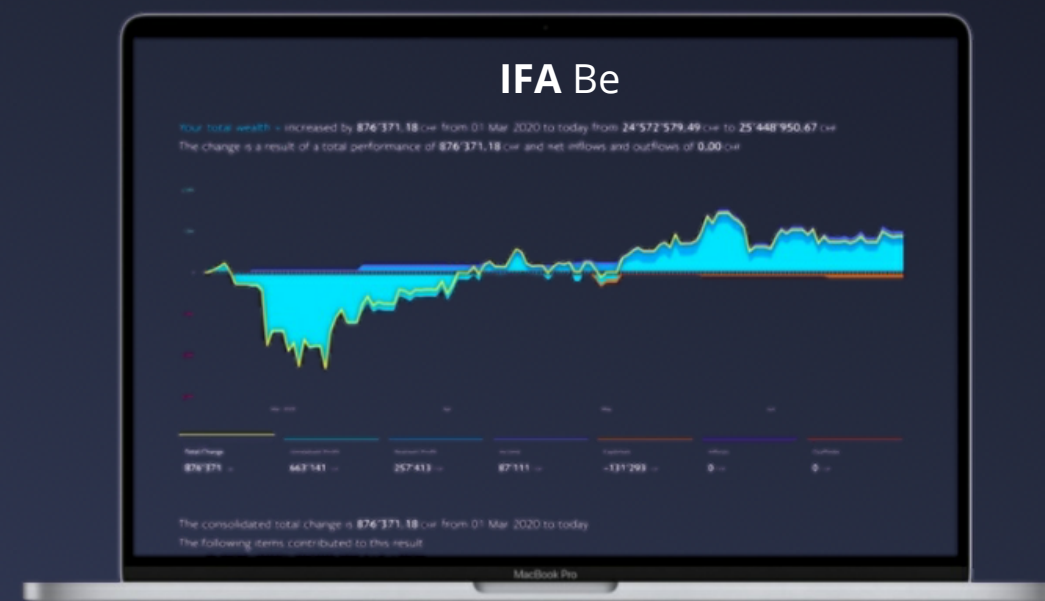 IFA Be
Your total wealth - increased by 876'371.18 CHF from 01 Mar 2020 to today from 24'572'579.49 CHF to 25'448'950.67 CHF
The change is a result of a total performance of 876'371.18 CHF and net inflows and outflows of 0.00 CHF
Total Change
876'371 663'141 257'413 87'111 -131'293 0 0
The consolidated total change is 876'371.18 CHF from 01 Mar 2020 to today
The following items contributed to this result
MacBook Pro